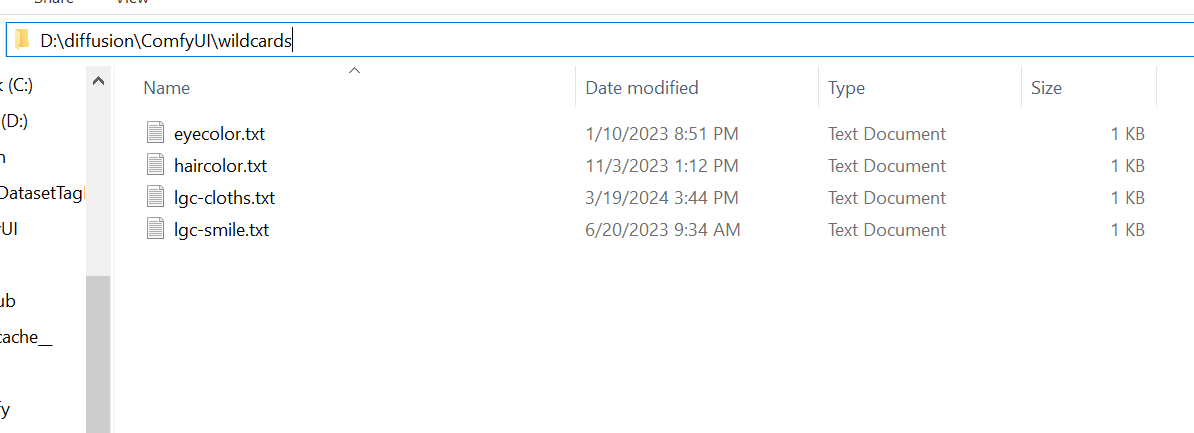 Share View
D:\diffusion\ComfyUI\wildcards
Name Date modified Type Size
(C:)
(D:)
DatasetTag
UI
ub
cache__
fy
eyecolor.txt 1/10/2023 8:51 PM Text Document 1 KB
haircolor.txt 11/3/2023 1:12 PM Text Document 1 KB
lgc-cloths.txt 3/19/2024 3:44 PM Text Document 1 KB
lgc-smile.txt 6/20/2023 9:34 AM Text Document 1 KB